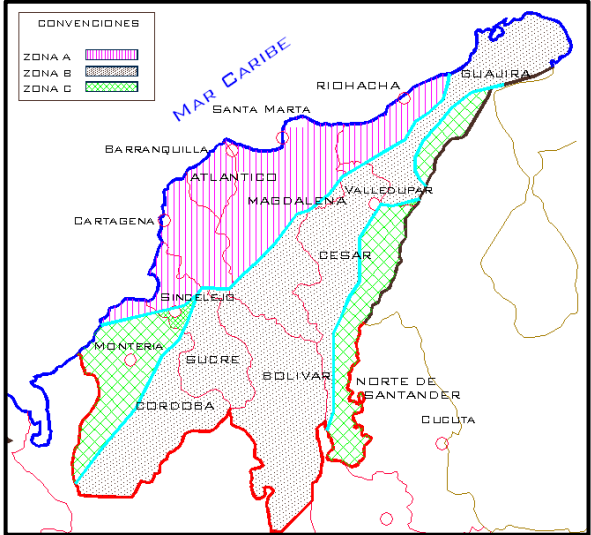 CONVENCIONES
ZONA A
ZONA B
ZONA C
MAR CARIBE
GUAJIRA
RIOHACHA
SANTA MARTA
BARRANQUILLA
ATLANTICO
MAGDALENA
VALLEDUPAR
CARTAGENA
CESAR
SINCELEJO
MONTERIA
SUCRE
BOLIVAR
NORTE DE
SANTANDER
CORDOBA
CUCUTA